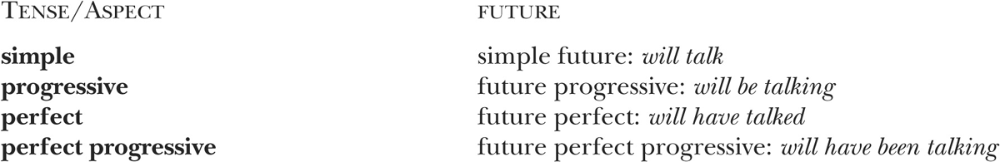 TENSE/ASPECT FUTURE
simple simple future: will talk
progressive future progressive: will be talking
perfect future perfect: will have talked
perfect progressive future perfect progressive: will have been talking